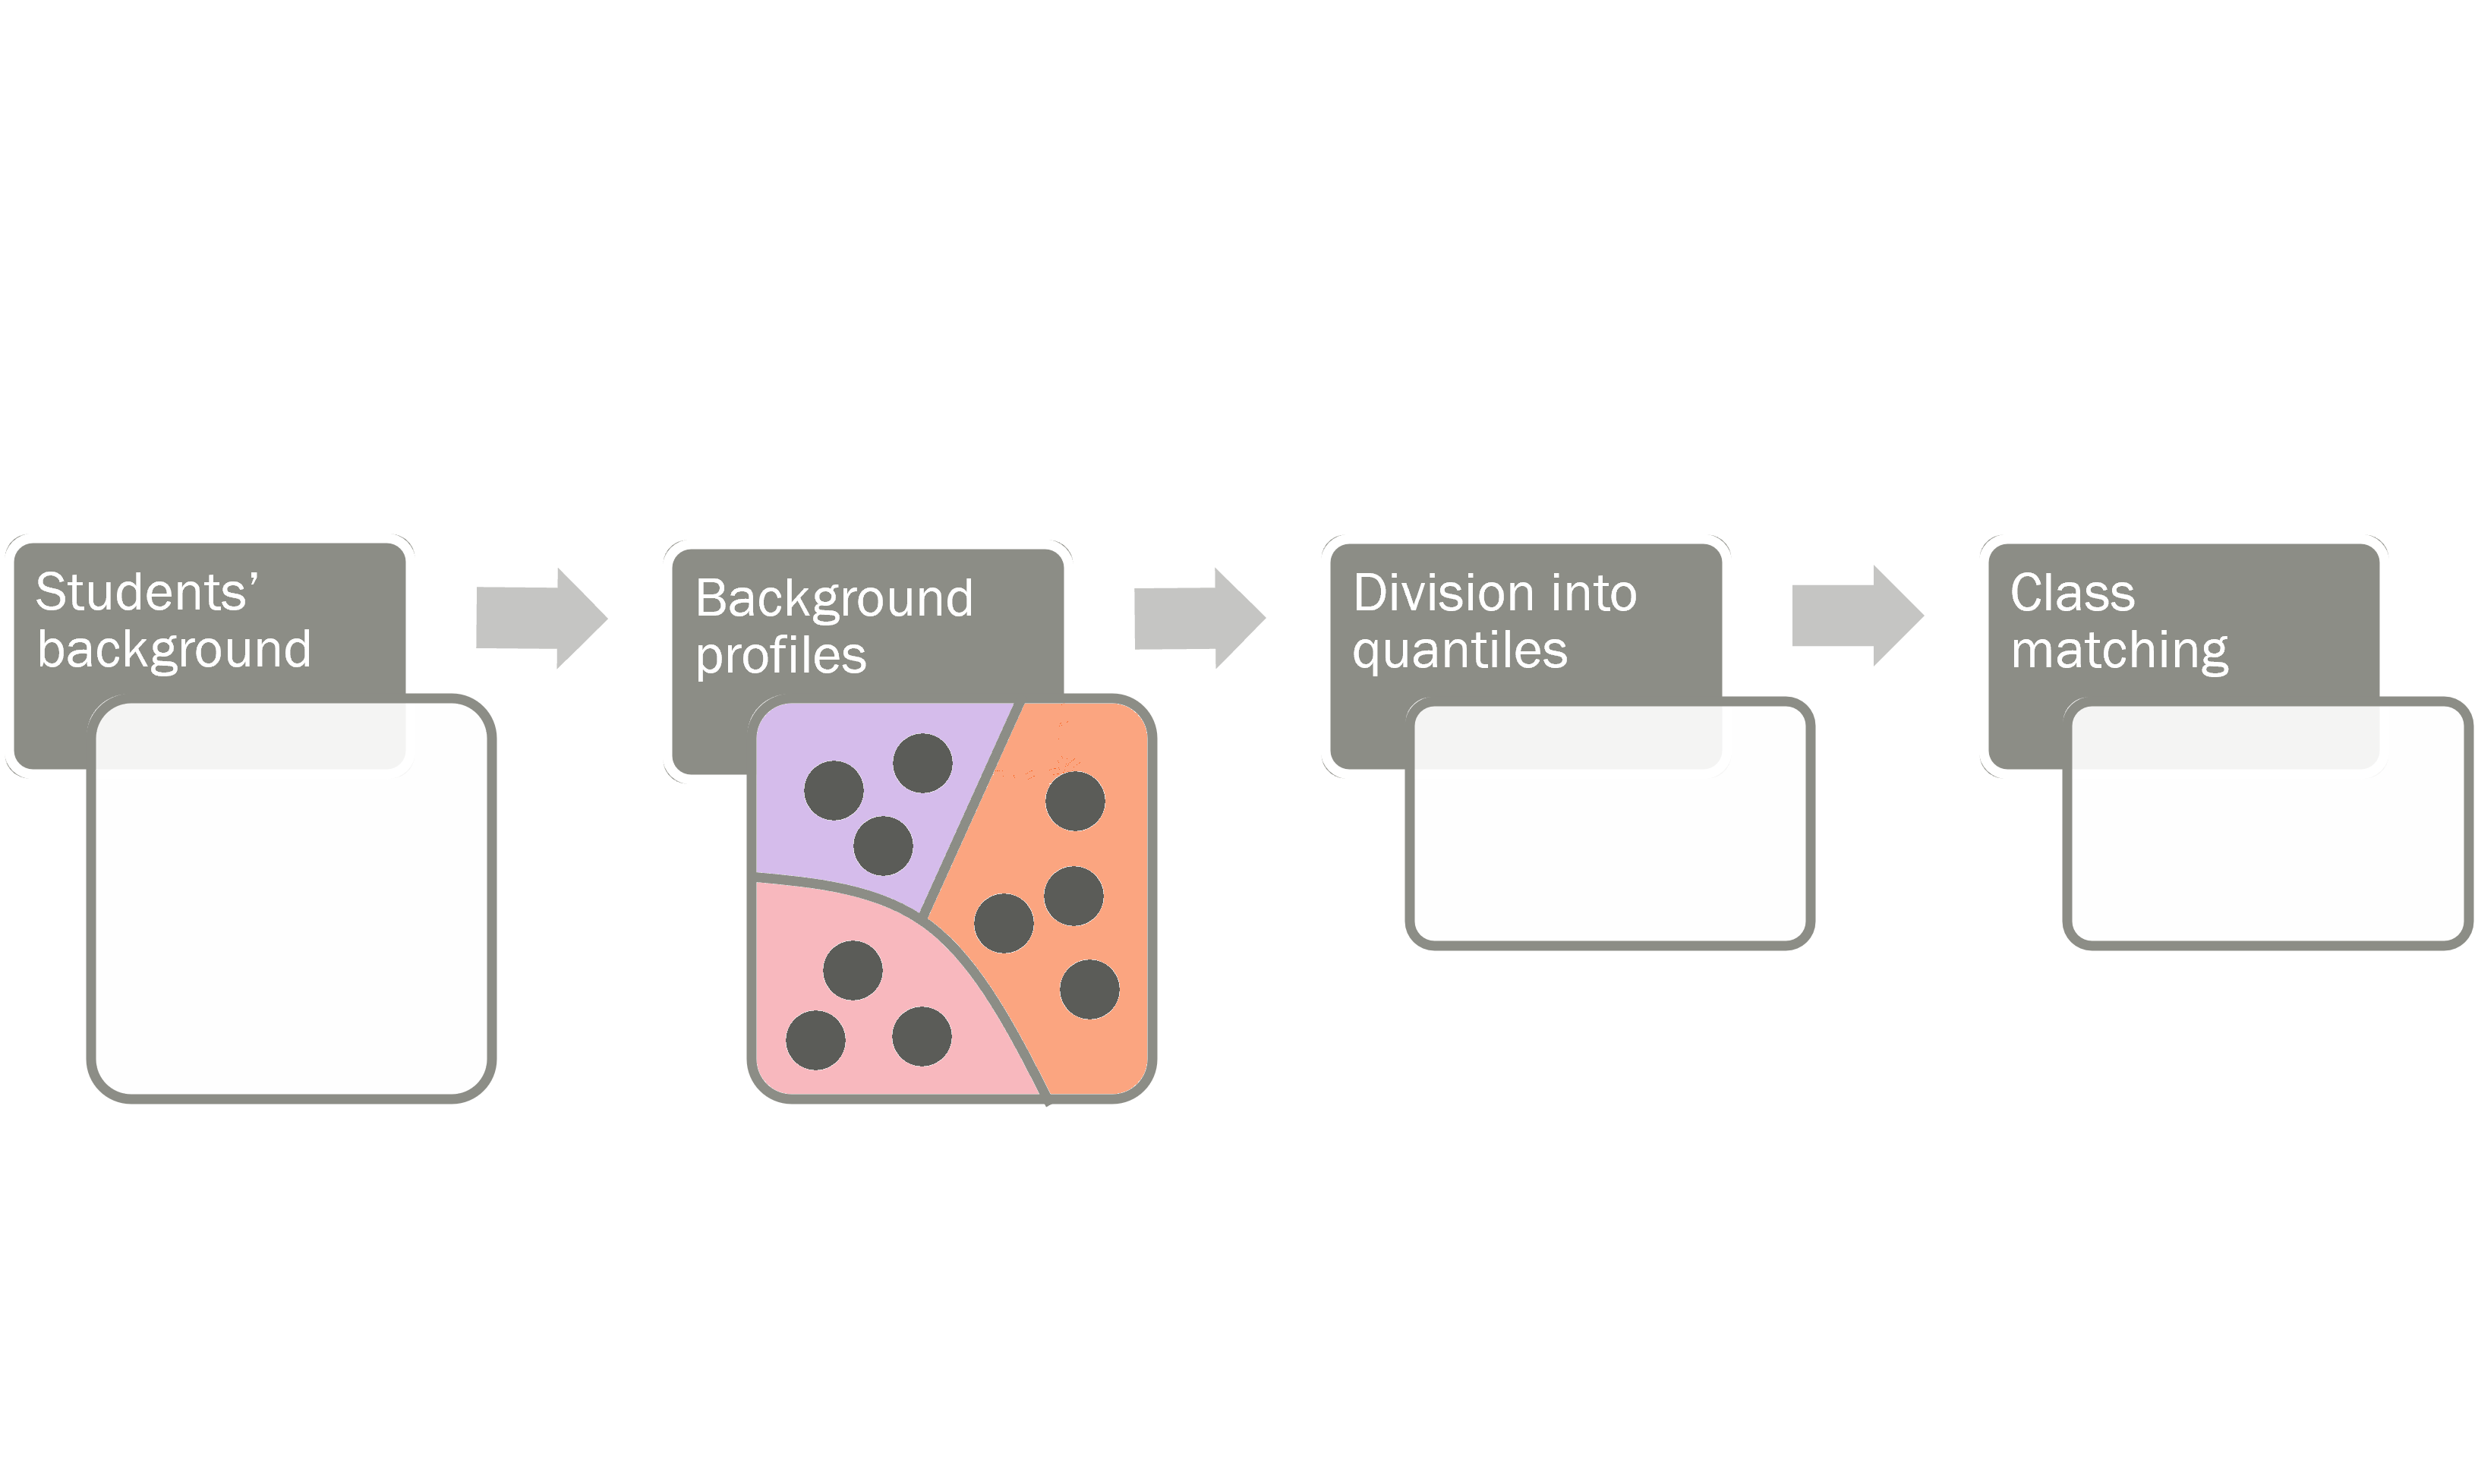 Students’
background
Background
profiles
Division into
quantiles
Class
matching